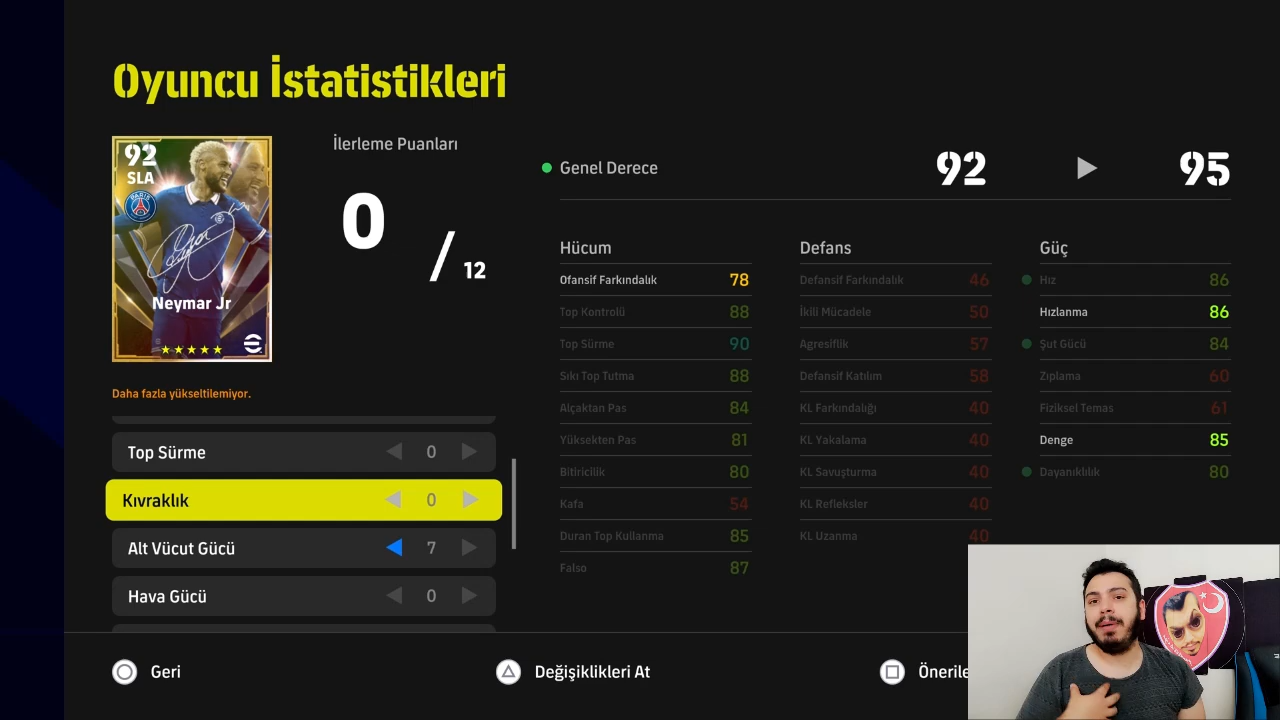 Oyuncu İstatistikleri
92
SLA
PARIS
Neymar Jr
İlerleme Puanları
0 / 12
Daha fazla yükseltilemiyor.
Top Sürme 0
Kıvraklık 0
Alt Vücut Gücü 7
Hava Gücü 0
Genel Derece 92 95
Hücum
Ofansif Farkındalık 78
Top Kontrolü 88
Top Sürme 90
Sıkı Top Tutma 88
Alçaktan Pas 84
Yüksekten Pas 81
Bitiricilik 80
Kafa 54
Duran Top Kullanma 85
Falso 87
Defans
Defansif Farkındalık 46
İkili Mücadele 50
Agresiflik 57
Defansif Katılım 58
KL Farkındalığı 40
KL Yakalama 40
KL Savuşturma 40
KL Refleksler 40
KL Uzanma 40
Güç
Hız 86
Hızlanma 86
Şut Gücü 84
Zıplama 60
Fiziksel Temas 61
Denge 85
Dayanıklılık 80
Geri
Değişiklikleri At
Önerile